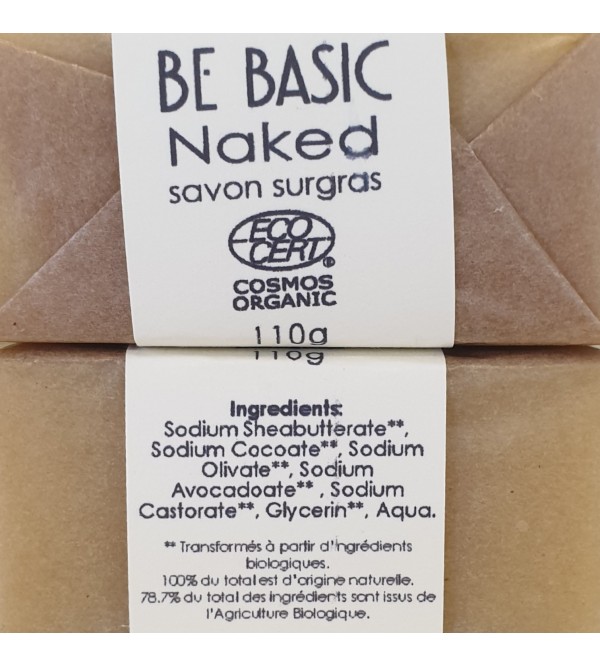 BE BASIC
Naked
savon surgras
ECO
CERT®
COSMOS
ORGANIC
110g
110g
Ingredients:
Sodium Sheabutterate**,
Sodium Cocoate**, Sodium
Olivate**, Sodium
Avocadoate** , Sodium
Castorate**, Glycerin**, Aqua.
** Transformés à partir d'ingrédients
biologiques.
100% du total est d'origine naturelle.
78.7% du total des ingrédients sont issus de
l'Agriculture Biologique.